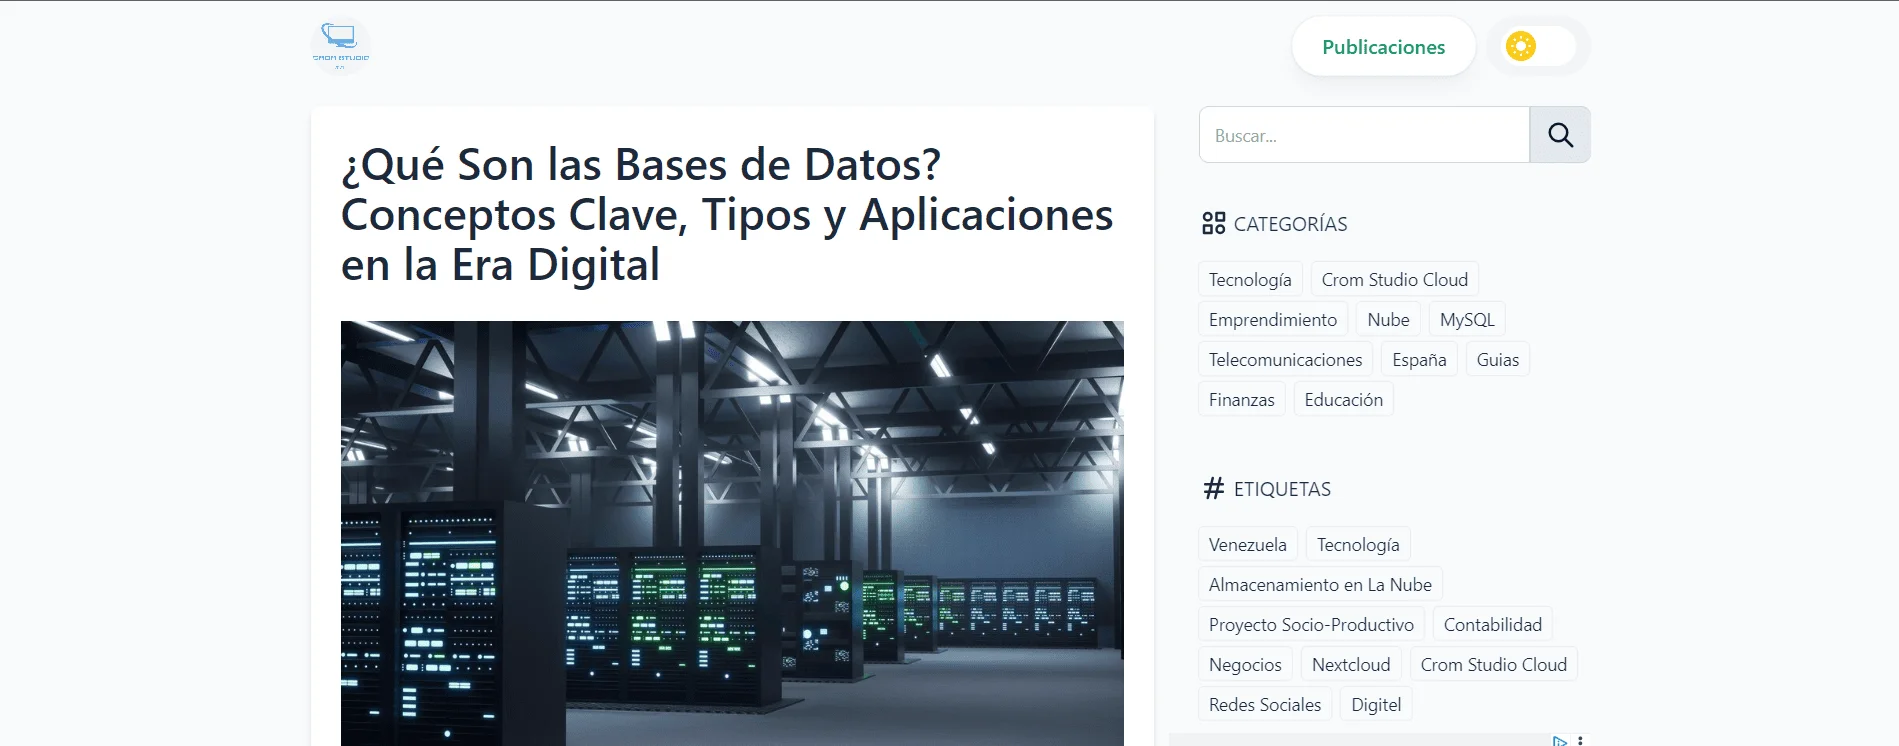 CROM STUDIO
Publicaciones
¿Qué Son las Bases de Datos?
Conceptos Clave, Tipos y Aplicaciones
en la Era Digital
Buscar...
CATEGORÍAS
Tecnología Crom Studio Cloud
Emprendimiento Nube MySQL
Telecomunicaciones España Guias
Finanzas Educación
# ETIQUETAS
Venezuela Tecnología
Almacenamiento en La Nube
Proyecto Socio-Productivo Contabilidad
Negocios Nextcloud Crom Studio Cloud
Redes Sociales Digitel